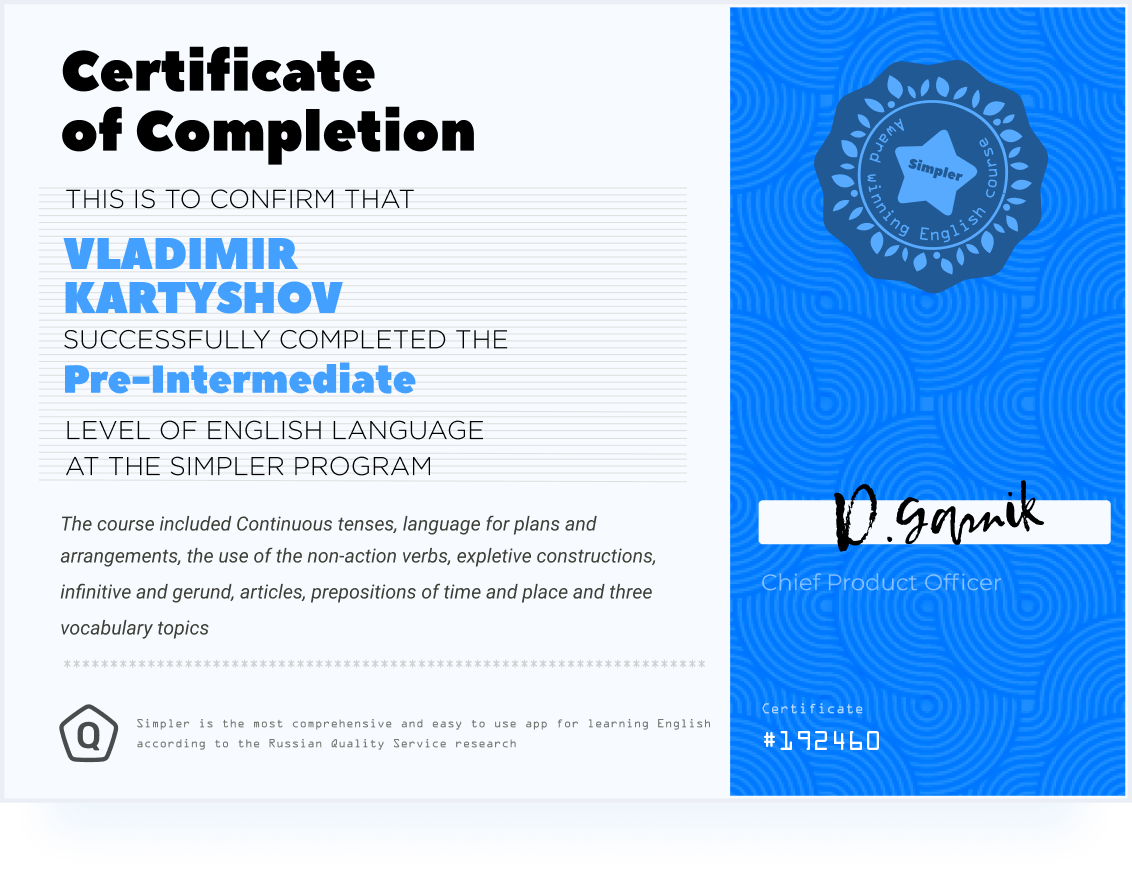 Certificate
of Completion
THIS IS TO CONFIRM THAT
VLADIMIR
KARTYSHOV
SUCCESSFULLY COMPLETED THE
Pre-Intermediate
LEVEL OF ENGLISH LANGUAGE
AT THE SIMPLER PROGRAM
The course included Continuous tenses, language for plans and
arrangements, the use of the non-action verbs, expletive constructions,
infinitive and gerund, articles, prepositions of time and place and three
vocabulary topics
**********************************************************************
Q
Simpler is the most comprehensive and easy to use app for learning English
according to the Russian Quality Service research
Award winning English course
Simpler
D. Garnik
Chief Product Officer
Certificate
#192460